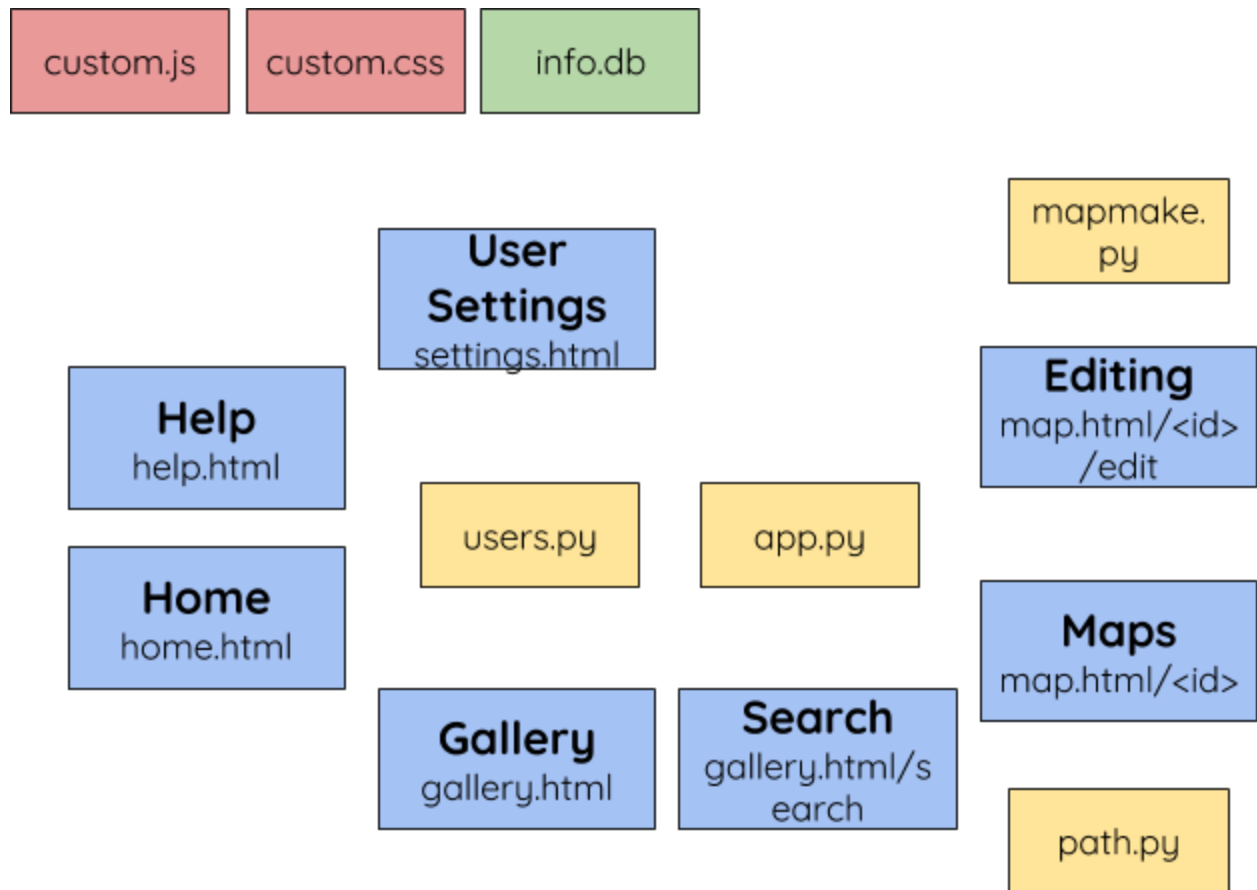 custom.js
custom.css
info.db
mapmake.
py
User
Settings
settings.html
Editing
map.html/<id>
/edit
Help
help.html
users.py
app.py
Home
home.html
Maps
map.html/<id>
Gallery
gallery.html
Search
gallery.html/s
earch
path.py